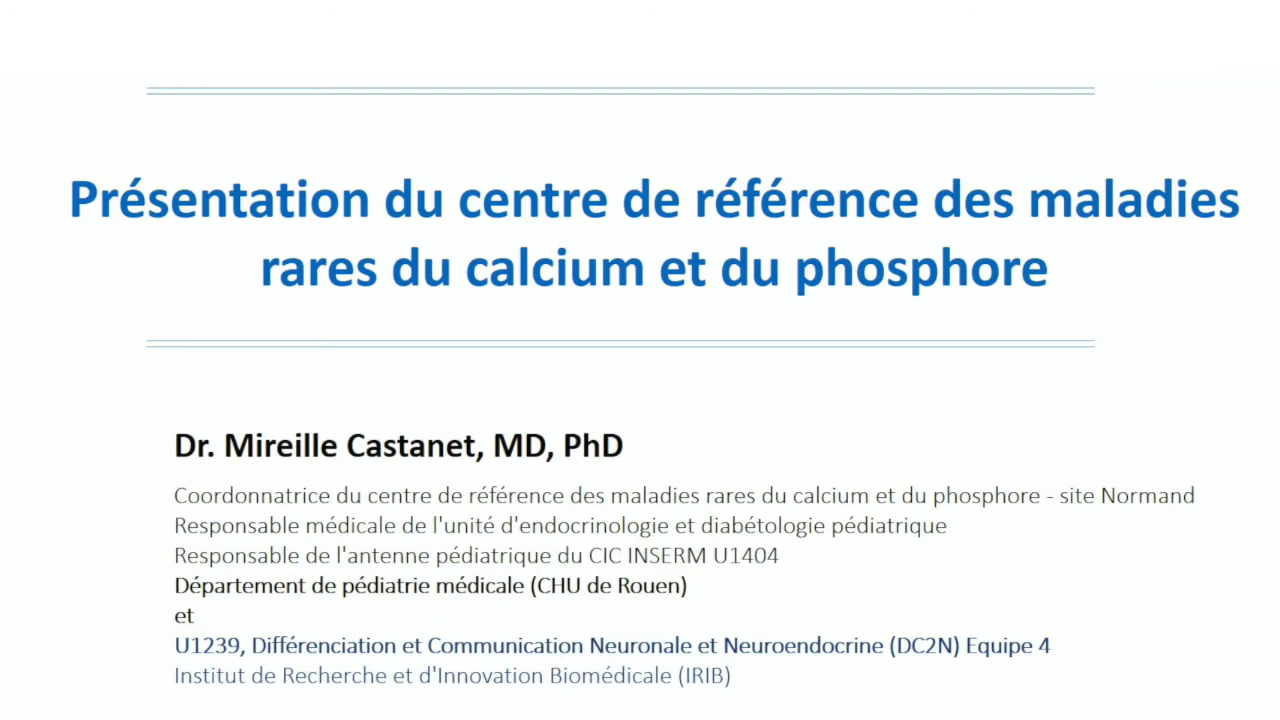 Présentation du centre de référence des maladies
rares du calcium et du phosphore
Dr. Mireille Castanet, MD, PhD
Coordonnatrice du centre de référence des maladies rares du calcium et du phosphore - site Normand
Responsable médicale de l'unité d'endocrinologie et diabétologie pédiatrique
Responsable de l'antenne pédiatrique du CIC INSERM U1404
Département de pédiatrie médicale (CHU de Rouen)
et
U1239, Différenciation et Communication Neuronale et Neuroendocrine (DC2N) Equipe 4
Institut de Recherche et d'Innovation Biomédicale (IRIB)